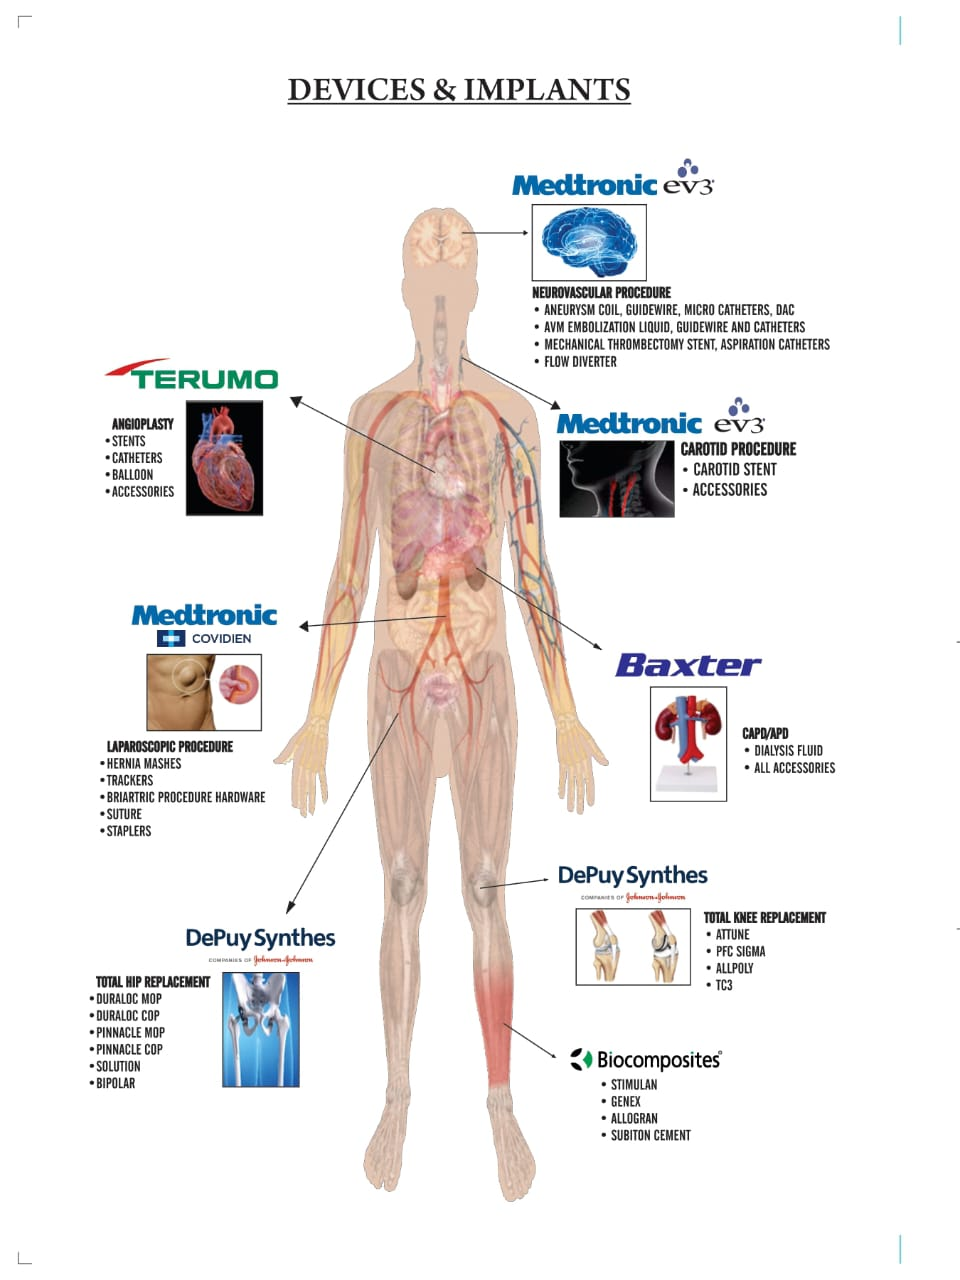 DEVICES & IMPLANTS
Medtronic ev3
NEUROVASCULAR PROCEDURE
• ANEURYSM COIL, GUIDEWIRE, MICRO CATHETERS, DAC
• AVM EMBOLIZATION LIQUID, GUIDEWIRE AND CATHETERS
• MECHANICAL THROMBECTOMY STENT, ASPIRATION CATHETERS
• FLOW DIVERTER
TERUMO
ANGIOPLASTY
• STENTS
• CATHETERS
• BALLOON
• ACCESSORIES
Medtronic ev3
CAROTID PROCEDURE
• CAROTID STENT
• ACCESSORIES
Medtronic
COVIDIEN
LAPAROSCOPIC PROCEDURE
• HERNIA MASHES
• TRACKERS
• BRIARTRIC PROCEDURE HARDWARE
• SUTURE
• STAPLERS
Baxter
CAPD/APD
• DIALYSIS FLUID
• ALL ACCESSORIES
DePuy Synthes
COMPANIES OF Johnson & Johnson
TOTAL KNEE REPLACEMENT
• ATTUNE
• PFC SIGMA
• ALLPOLY
• TC3
DePuy Synthes
COMPANIES OF Johnson & Johnson
TOTAL HIP REPLACEMENT
• DURALOC MOP
• DURALOC COP
• PINNACLE MOP
• PINNACLE COP
• SOLUTION
• BIPOLAR
Biocomposites®
• STIMULAN
• GENEX
• ALLOGRAN
• SUBITON CEMENT